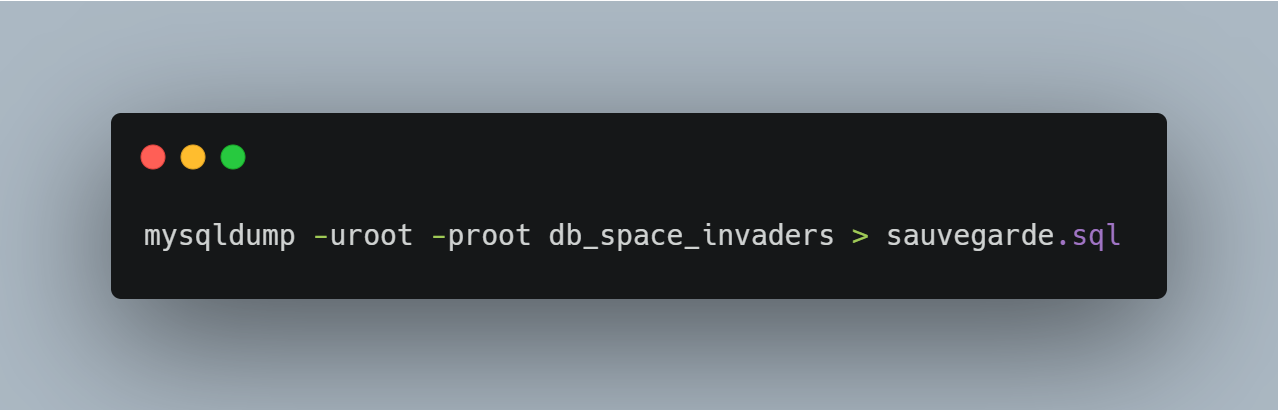 mysqldump -uroot -proot db_space_invaders > sauvegarde.sql